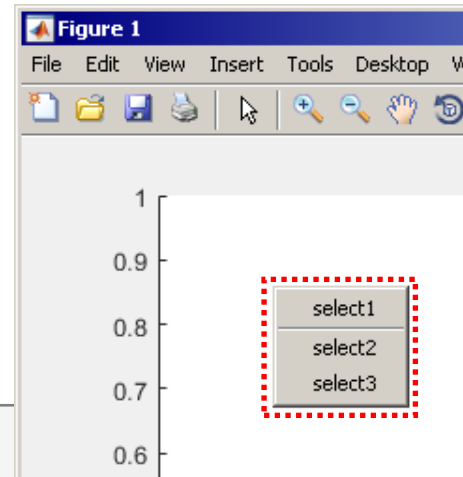 Figure 1
File Edit View Insert Tools Desktop
1
0.9
select1
0.8
select2
select3
0.7
0.6